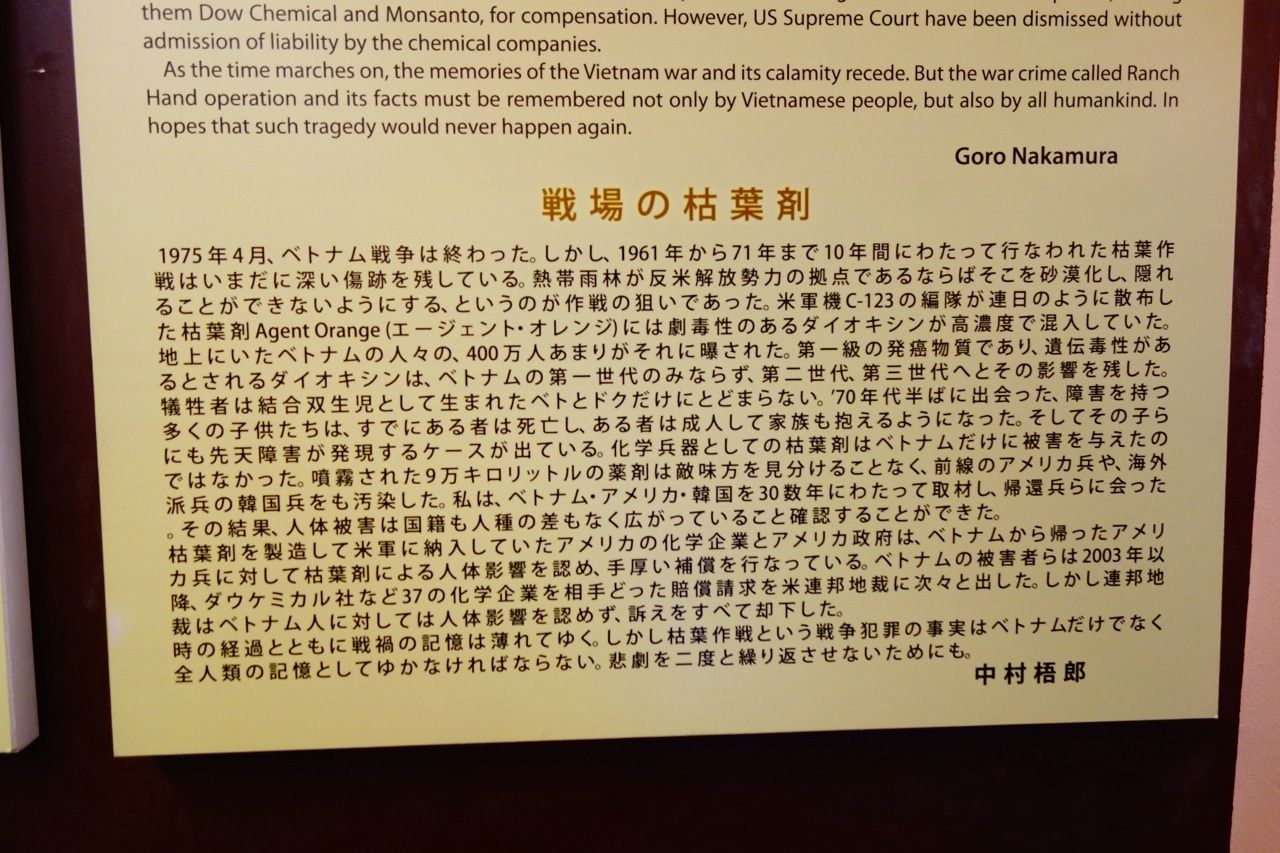 them Dow Chemical and Monsanto, for compensation. However, US Supreme Court have been dismissed without
admission of liability by the chemical companies.
As the time marches on, the memories of the Vietnam war and its calamity recede. But the war crime called Ranch
Hand operation and its facts must be remembered not only by Vietnamese people, but also by all humankind. In
hopes that such tragedy would never happen again.
Goro Nakamura
戦場の枯葉剤
1975年4月、ベトナム戦争は終わった。しかし、1961年から71年まで10年間にわたって行なわれた枯葉作
戦はいまだに深い傷跡を残している。熱帯雨林が反米解放勢力の拠点であるならばそこを砂漠化し、隠れ
ることができないようにする、というのが作戦の狙いであった。米軍機C-123の編隊が連日のように散布し
た枯葉剤Agent Orange (エージェント・オレンジ)には劇毒性のあるダイオキシンが高濃度で混入していた。
地上にいたベトナムの人々の、400万人あまりがそれに曝された。第一級の発癌物質であり、遺伝毒性があ
るとされるダイオキシンは、ベトナムの第一世代のみならず、第二世代、第三世代へとその影響を残した。
犠牲者は結合双生児として生まれたベトとドクだけにとどまらない。'70年代半ばに出会った、障害を持つ
多くの子供たちは、すでにある者は死亡し、ある者は成人して家族も抱えるようになった。そしてその子ら
にも先天障害が発現するケースが出ている。化学兵器としての枯葉剤はベトナムだけに被害を与えたの
ではなかった。噴霧された9万キロリットルの薬剤は敵味方を見分けることなく、前線のアメリカ兵や、海外
派兵の韓国兵をも汚染した。私は、ベトナム・アメリカ・韓国を30数年にわたって取材し、帰還兵らに会った
。その結果、人体被害は国籍も人種の差もなく広がっていること確認することができた。
枯葉剤を製造して米軍に納入していたアメリカの化学企業とアメリカ政府は、ベトナムから帰ったアメリ
カ兵に対して枯葉剤による人体影響を認め、手厚い補償を行なっている。ベトナムの被害者らは2003年以
降、ダウケミカル社など37の化学企業を相手どった賠償請求を米連邦地裁に次々と出した。しかし連邦地
裁はベトナム人に対しては人体影響を認めず、訴えをすべて却下した。
時の経過とともに戦禍の記憶は薄れてゆく。しかし枯葉作戦という戦争犯罪の事実はベトナムだけでなく
全人類の記憶としてゆかなければならない。悲劇を二度と繰り返させないためにも。
中村梧郎